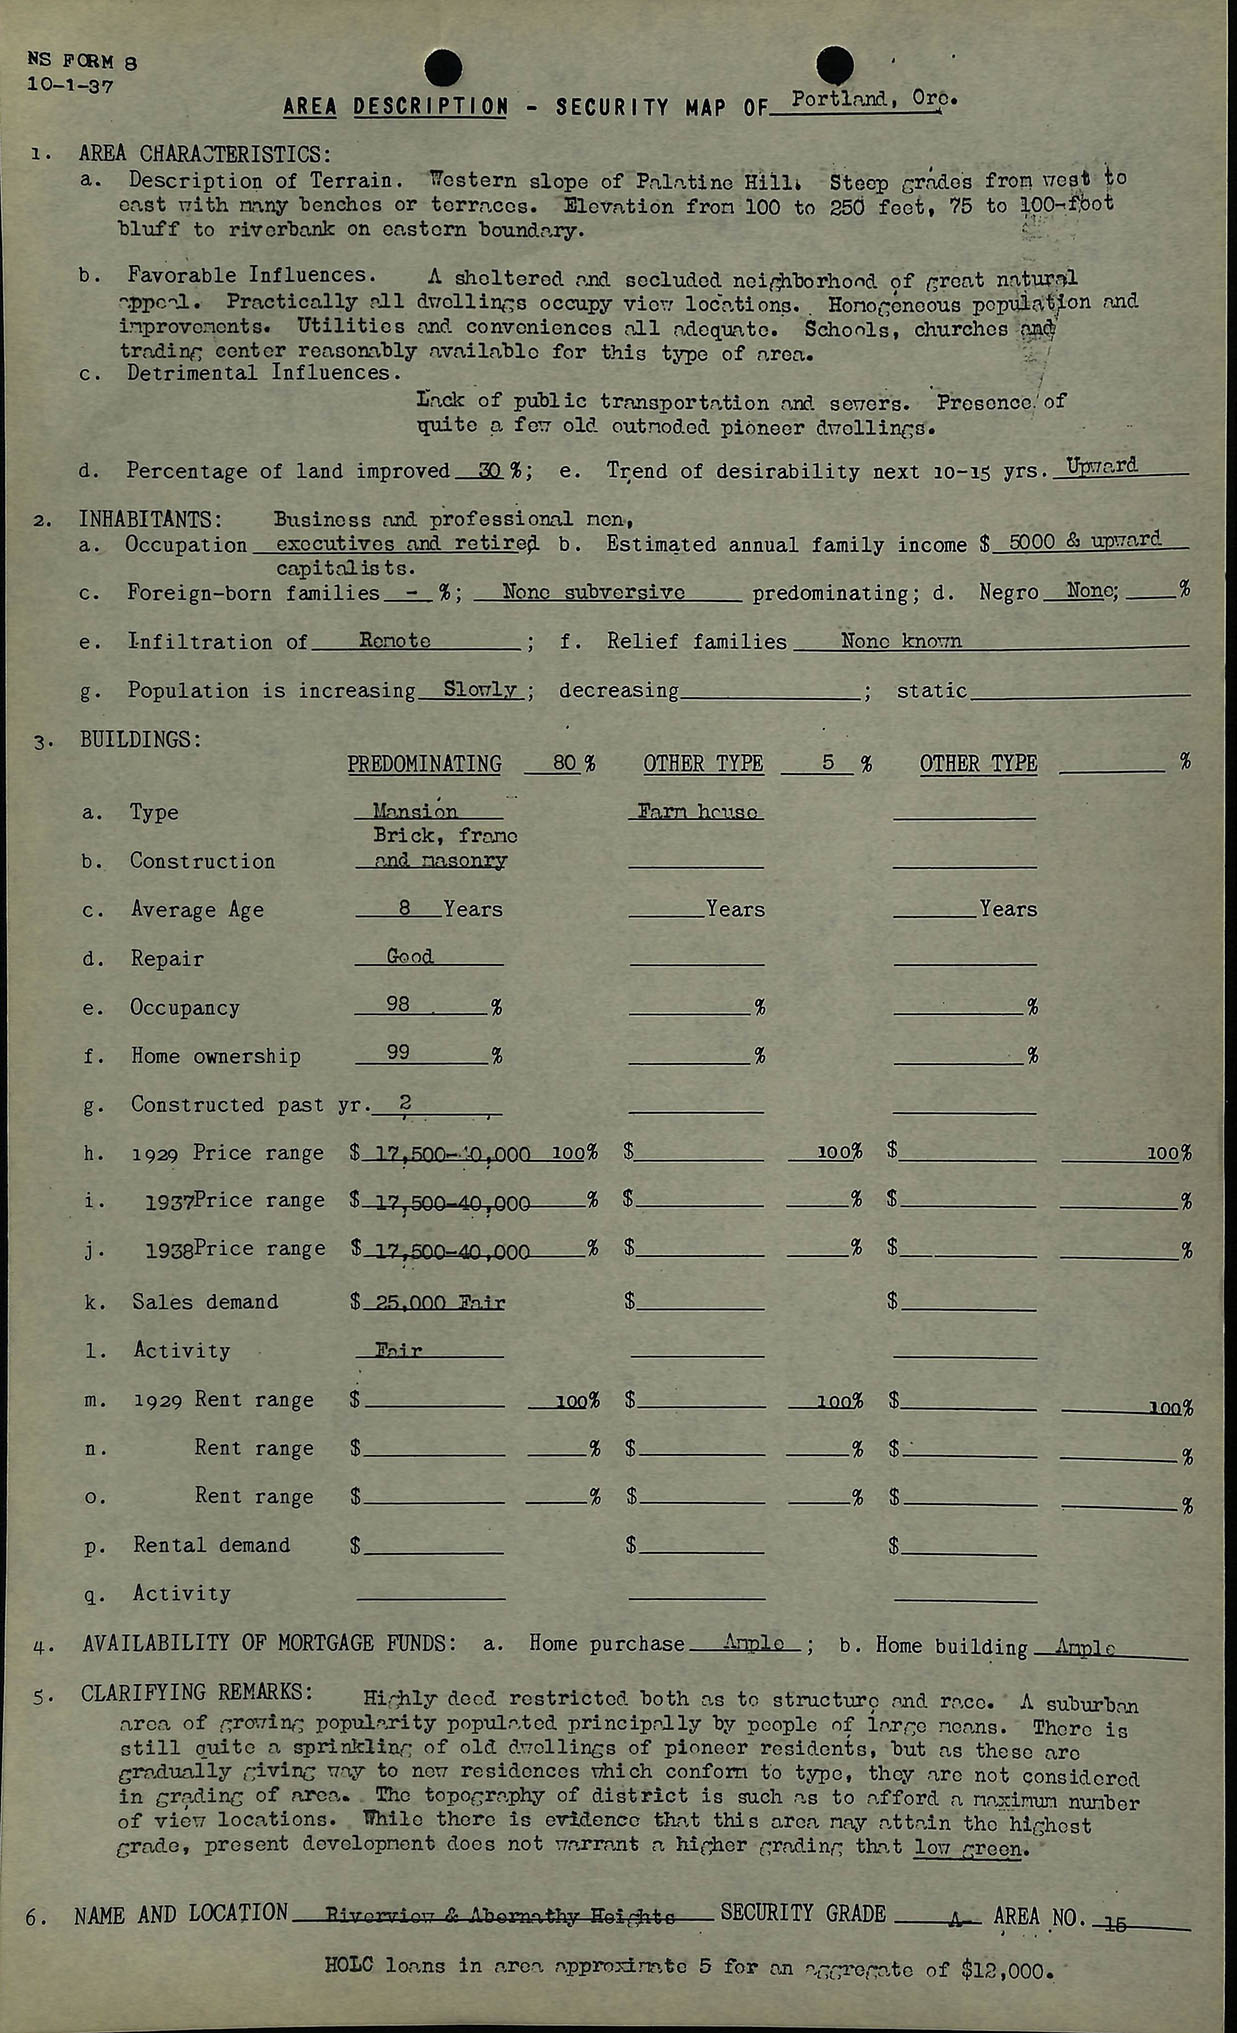 NS FORM 8
10-1-37
AREA DESCRIPTION - SECURITY MAP OF Portland, Ore.
1. AREA CHARACTERISTICS:
a. Description of Terrain. Western slope of Palatine Hill. Steep grades from west to
east with many benches or terraces. Elevation from 100 to 250 feet, 75 to 100-foot
bluff to riverbank on eastern boundary.
b. Favorable Influences. A sheltered and secluded neighborhood of great natural
appeal. Practically all dwellings occupy view locations. Homogeneous population and
improvements. Utilities and conveniences all adequate. Schools, churches and
trading center reasonably available for this type of area.
c. Detrimental Influences.
Lack of public transportation and sewers. Presence of
quite a few old outmoded pioneer dwellings.
d. Percentage of land improved 30 %; e. Trend of desirability next 10-15 yrs. Upward
2. INHABITANTS: Business and professional men,
a. Occupation executives and retired b. Estimated annual family income $ 5000 & upward
capitalists.
c. Foreign-born families - %; None subversive predominating; d. Negro None; %
e. Infiltration of Remote ; f. Relief families None known
g. Population is increasing Slowly ; decreasing ; static
3. BUILDINGS:
PREDOMINATING 80 % OTHER TYPE 5 % OTHER TYPE %
a. Type Mansion Farm house
Brick, frame
b. Construction and masonry
c. Average Age 8 Years Years Years
d. Repair Good
e. Occupancy 98 % % %
f. Home ownership 99 % % %
g. Constructed past yr. 2
h. 1929 Price range $ 17,500-40,000 100% $ 100% $ 100%
i. 1937 Price range $ 17,500-40,000 % $ % $ %
j. 1938 Price range $ 17,500-40,000 % $ % $ %
k. Sales demand $ 25,000 Fair $ $
l. Activity Fair
m. 1929 Rent range $ 100% $ 100% $ 100%
n. Rent range $ % $ % $ %
o. Rent range $ % $ % $ %
p. Rental demand $ $ $
q. Activity
4. AVAILABILITY OF MORTGAGE FUNDS: a. Home purchase Ample ; b. Home building Ample
5. CLARIFYING REMARKS: Highly deed restricted both as to structure and race. A suburban
area of growing popularity populated principally by people of large means. There is
still quite a sprinkling of old dwellings of pioneer residents, but as these are
gradually giving way to new residences which conform to type, they are not considered
in grading of area. The topography of district is such as to afford a maximum number
of view locations. While there is evidence that this area may attain the highest
grade, present development does not warrant a higher grading that low green.
6. NAME AND LOCATION Riverview & Abernathy Heights SECURITY GRADE A- AREA NO. 15
HOLC loans in area approximate 5 for an aggregate of $12,000.